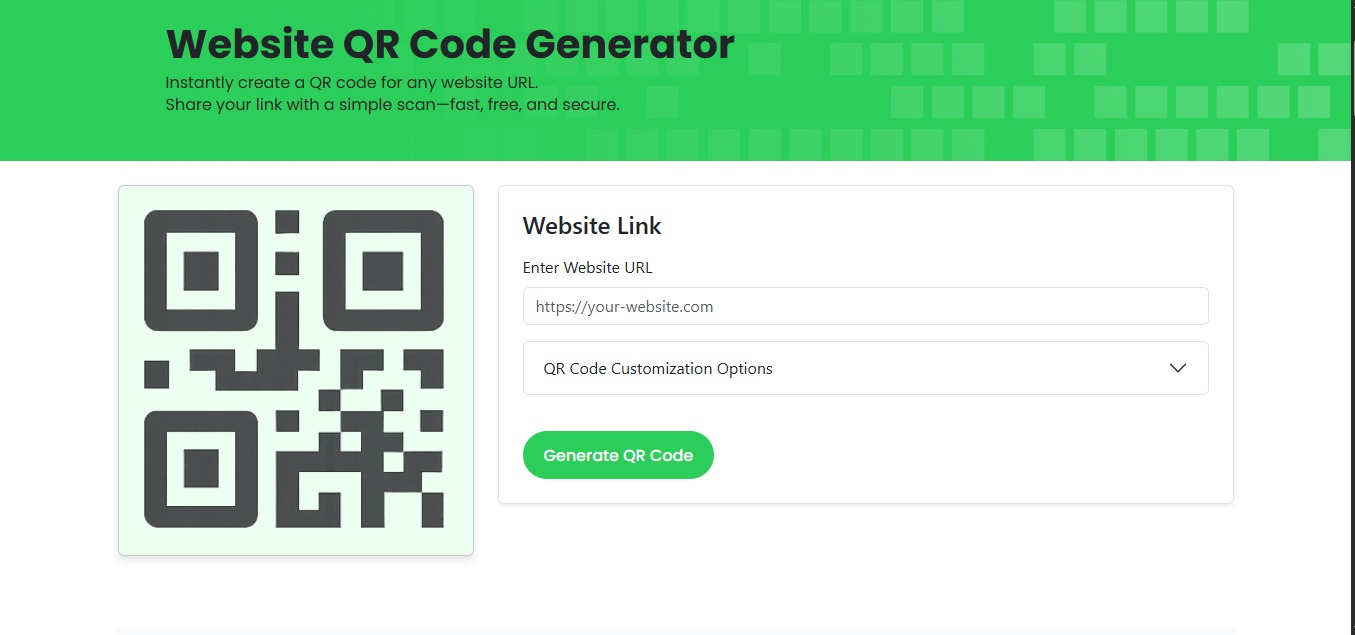 Website QR Code Generator
Instantly create a QR code for any website URL.
Share your link with a simple scan—fast, free, and secure.
Website Link
Enter Website URL
https://your-website.com
QR Code Customization Options
Generate QR Code